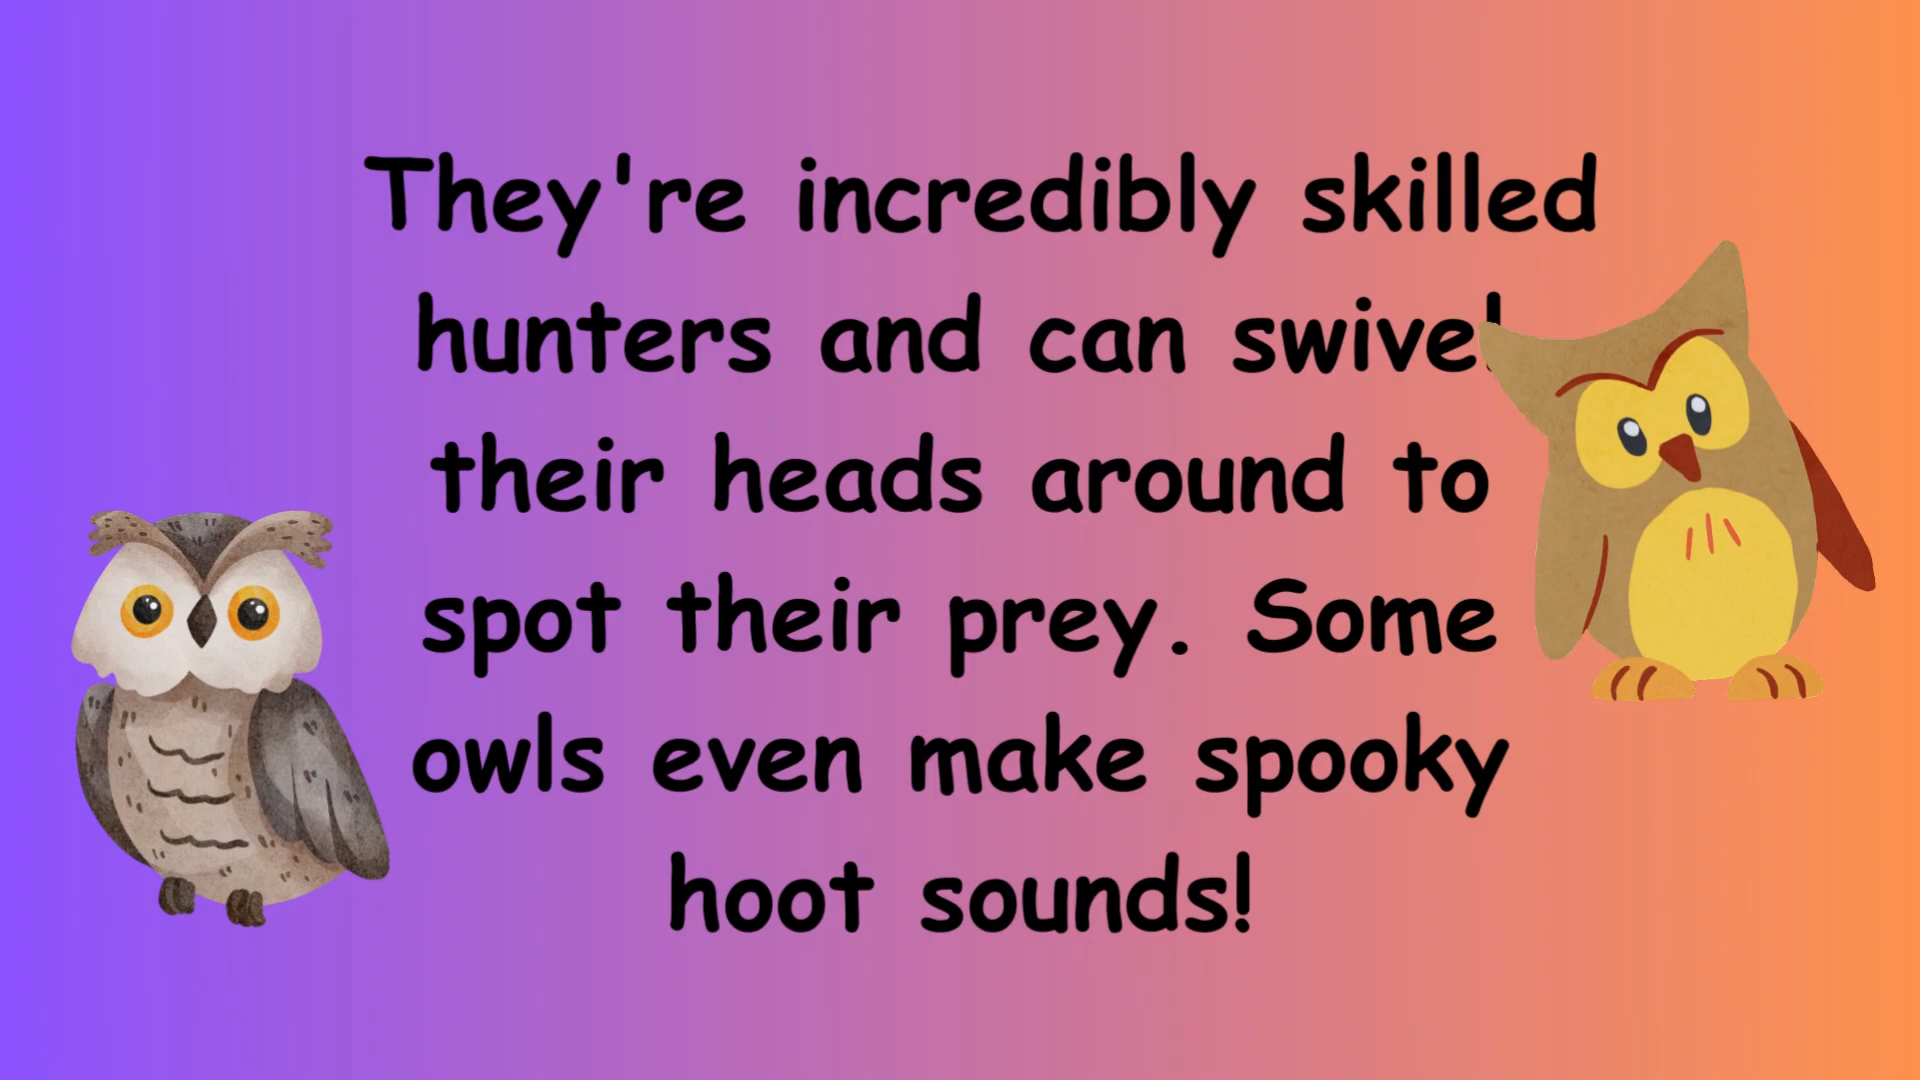 They're incredibly skilled
hunters and can swivel
their heads around to
spot their prey. Some
owls even make spooky
hoot sounds!